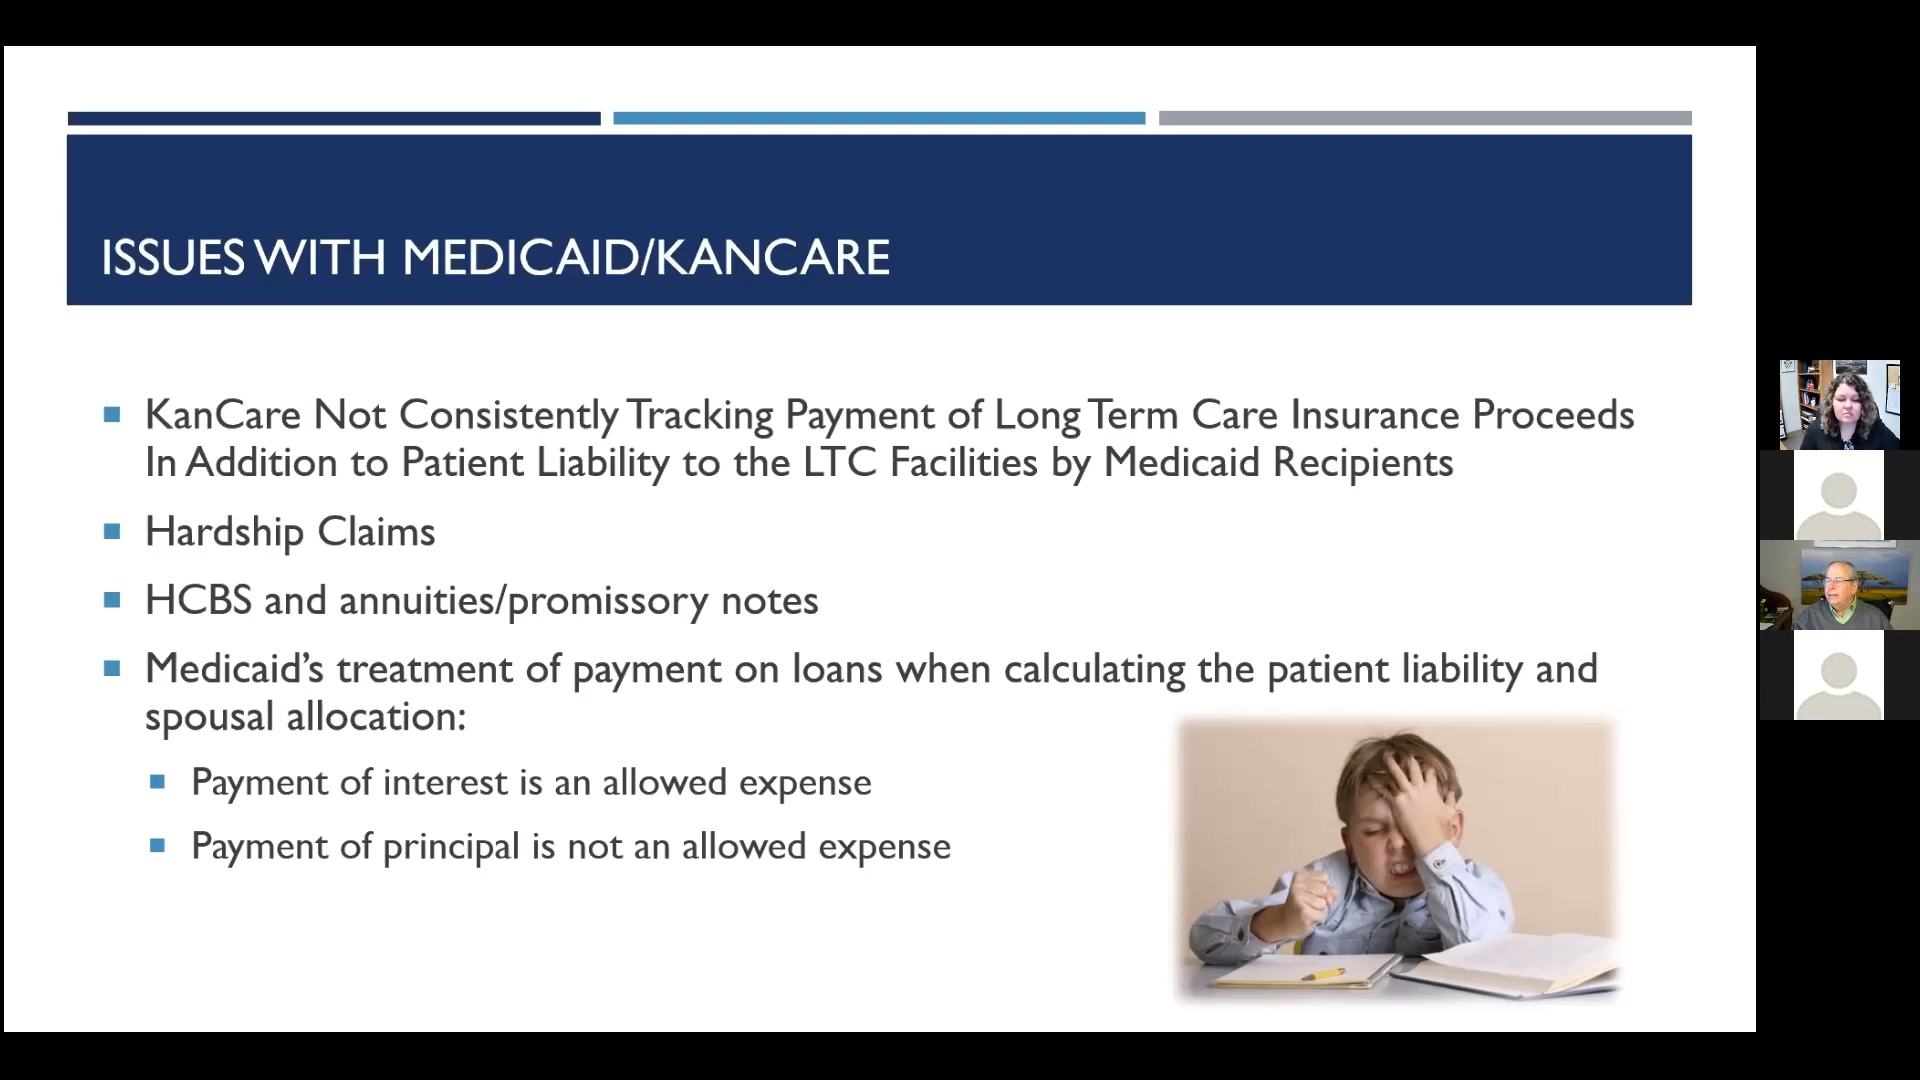 ISSUES WITH MEDICAID/KANCARE
KanCare Not Consistently Tracking Payment of Long Term Care Insurance Proceeds
In Addition to Patient Liability to the LTC Facilities by Medicaid Recipients
Hardship Claims
HCBS and annuities/promissory notes
Medicaid’s treatment of payment on loans when calculating the patient liability and
spousal allocation:
Payment of interest is an allowed expense
Payment of principal is not an allowed expense